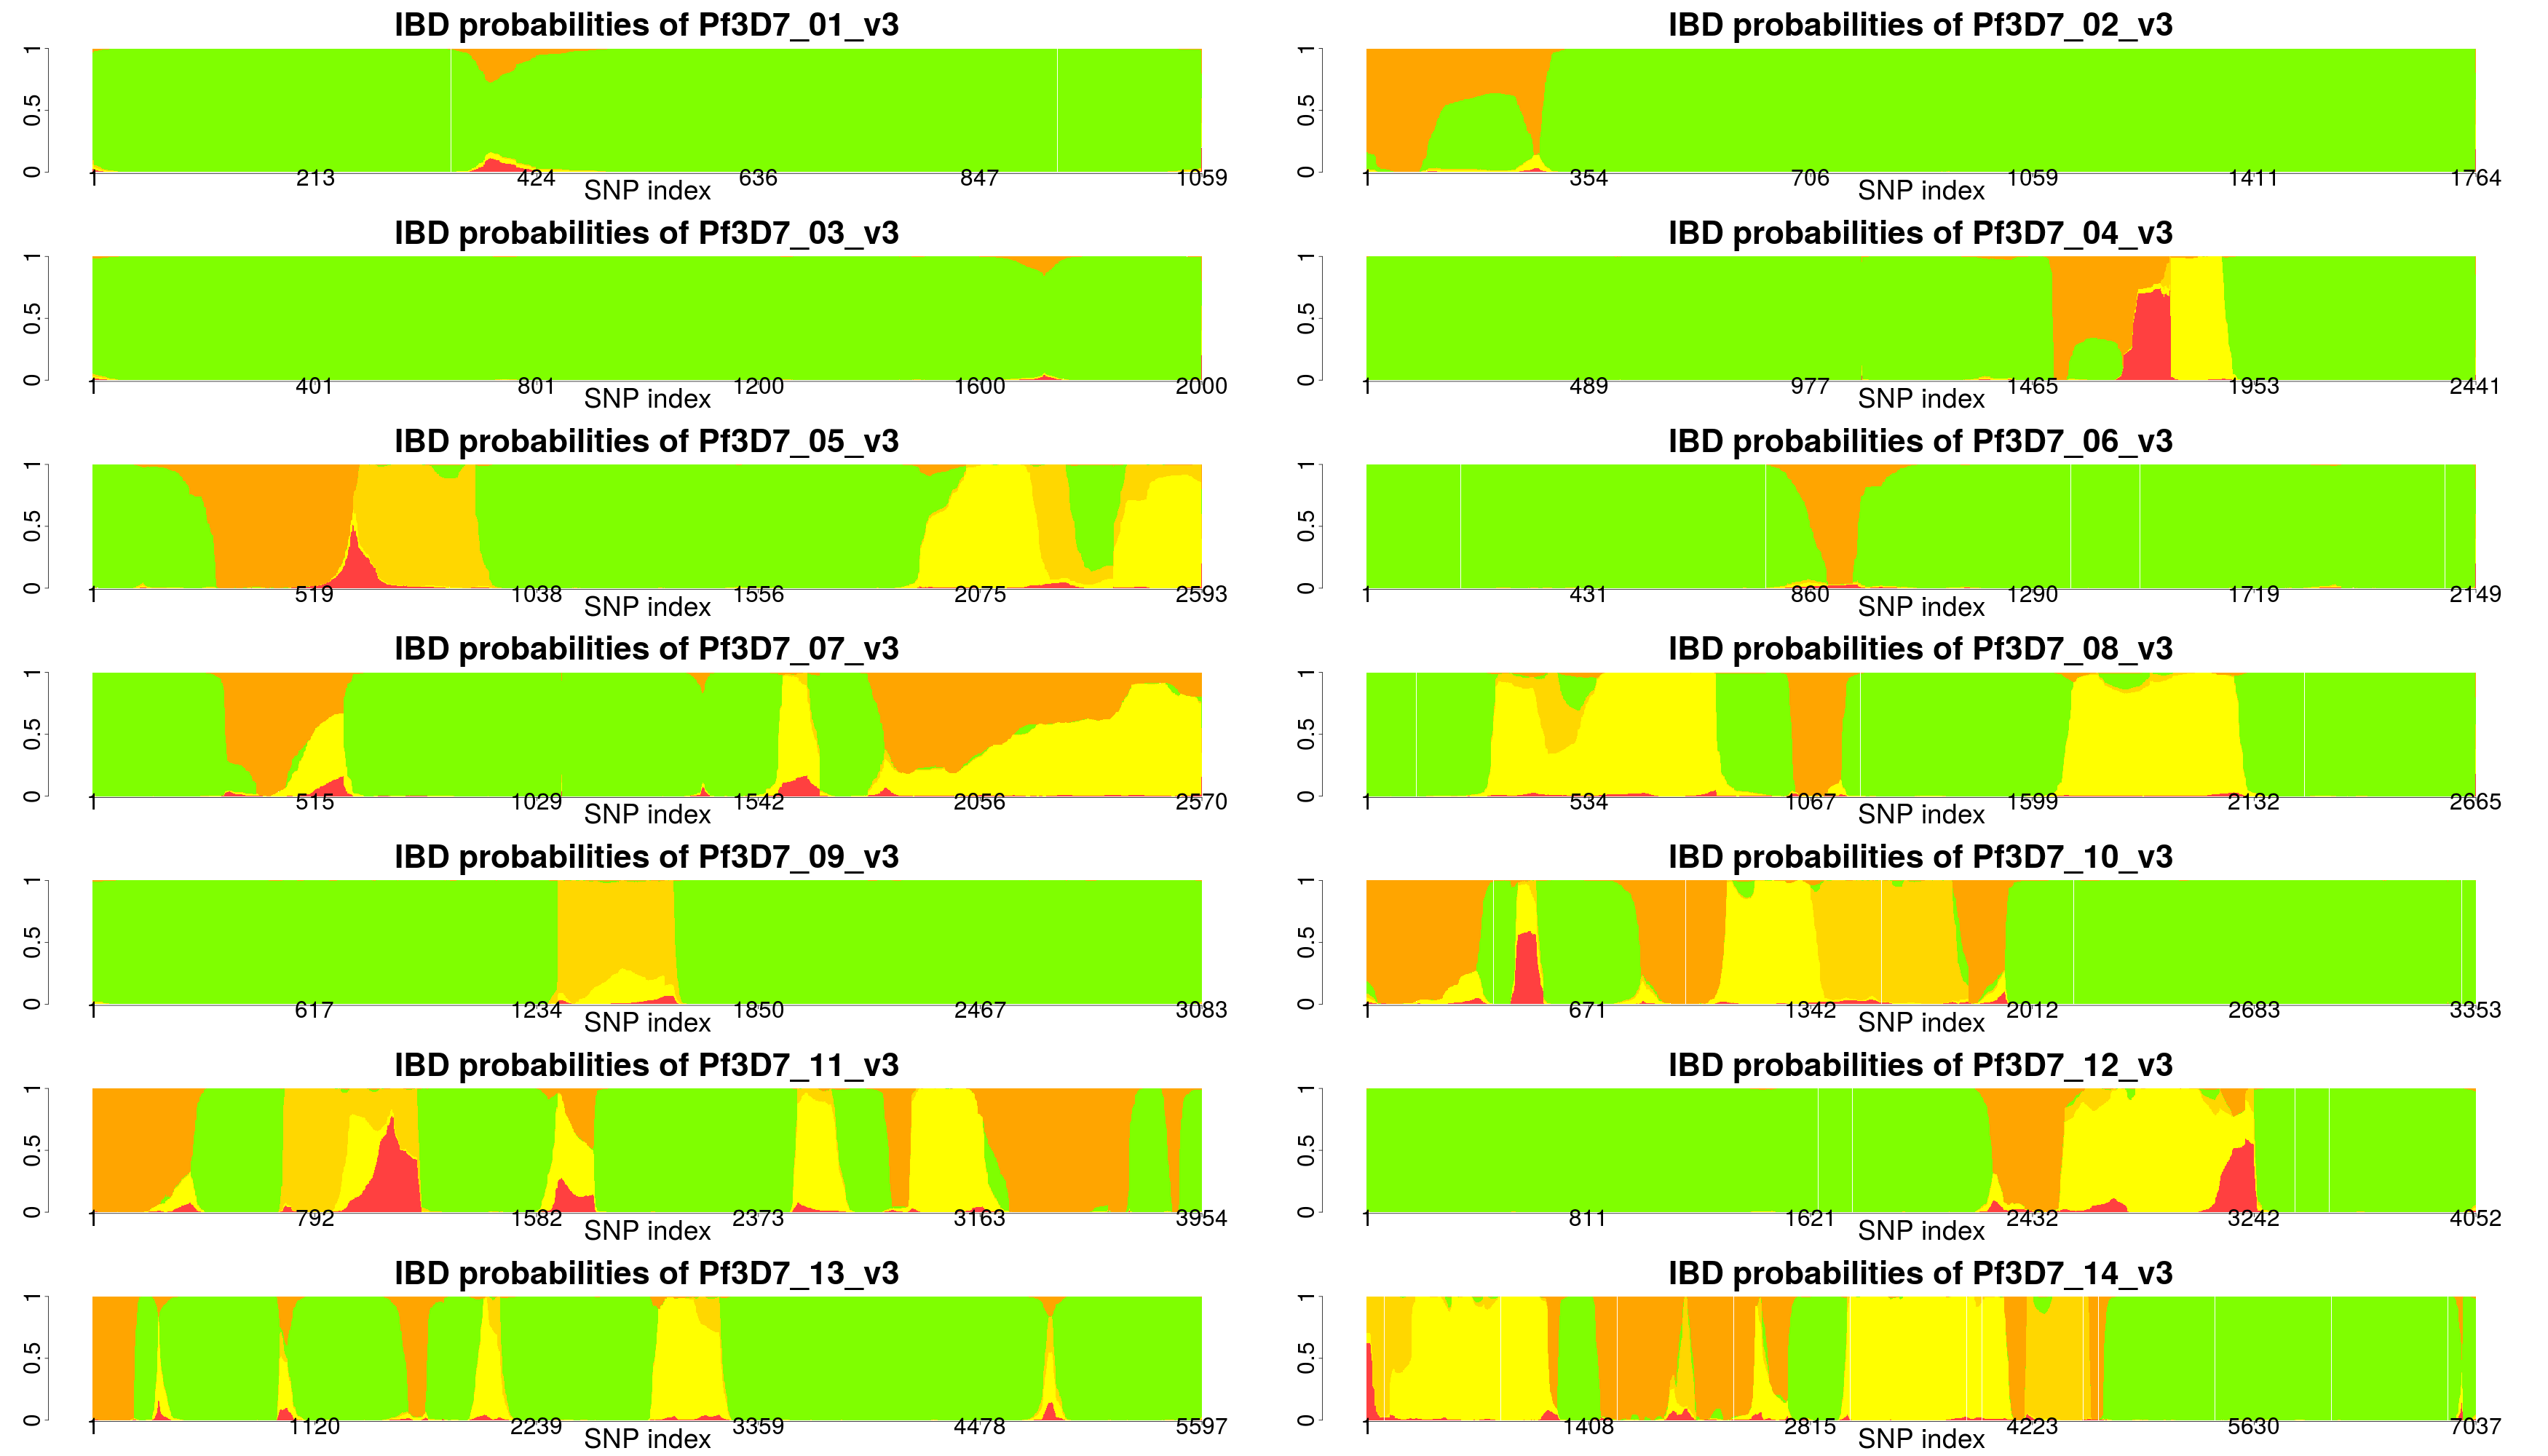 IBD probabilities of Pf3D7_01_v3
0 0.5 1
1 213 424 636 847 1059
SNP index
IBD probabilities of Pf3D7_02_v3
0 0.5 1
1 354 706 1059 1411 1764
SNP index
IBD probabilities of Pf3D7_03_v3
0 0.5 1
1 401 801 1200 1600 2000
SNP index
IBD probabilities of Pf3D7_04_v3
0 0.5 1
1 489 977 1465 1953 2441
SNP index
IBD probabilities of Pf3D7_05_v3
0 0.5 1
1 519 1038 1556 2075 2593
SNP index
IBD probabilities of Pf3D7_06_v3
0 0.5 1
1 431 860 1290 1719 2149
SNP index
IBD probabilities of Pf3D7_07_v3
0 0.5 1
1 515 1029 1542 2056 2570
SNP index
IBD probabilities of Pf3D7_08_v3
0 0.5 1
1 534 1067 1599 2132 2665
SNP index
IBD probabilities of Pf3D7_09_v3
0 0.5 1
1 617 1234 1850 2467 3083
SNP index
IBD probabilities of Pf3D7_10_v3
0 0.5 1
1 671 1342 2012 2683 3353
SNP index
IBD probabilities of Pf3D7_11_v3
0 0.5 1
1 792 1582 2373 3163 3954
SNP index
IBD probabilities of Pf3D7_12_v3
0 0.5 1
1 811 1621 2432 3242 4052
SNP index
IBD probabilities of Pf3D7_13_v3
0 0.5 1
1 1120 2239 3359 4478 5597
SNP index
IBD probabilities of Pf3D7_14_v3
0 0.5 1
1 1408 2815 4223 5630 7037
SNP index